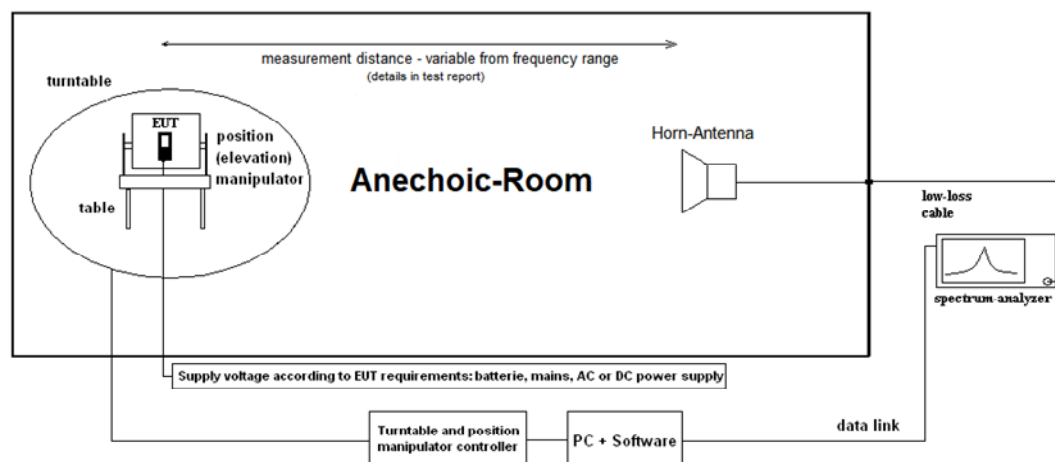 measurement distance - variable from frequency range
(details in test report)
turntable
EUT
position
(elevation)
manipulator
table
Anechoic-Room
Horn-Antenna
low-loss
cable
spectrum-analyzer
Supply voltage according to EUT requirements: batterie, mains, AC or DC power supply
Turntable and position
manipulator controller
PC + Software
data link